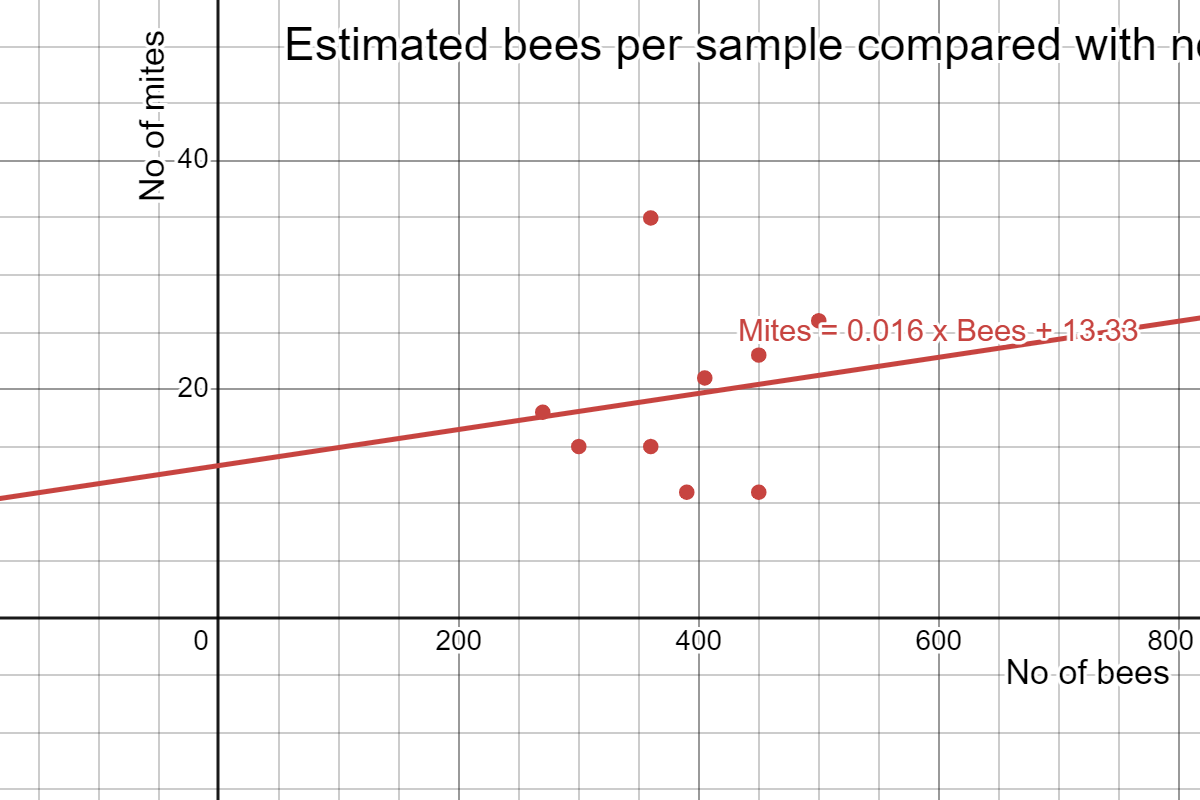 Estimated bees per sample compared with
No of mites
40
Mites = 0.016 x Bees + 13.33
20
0
200
400
600
800
No of bees